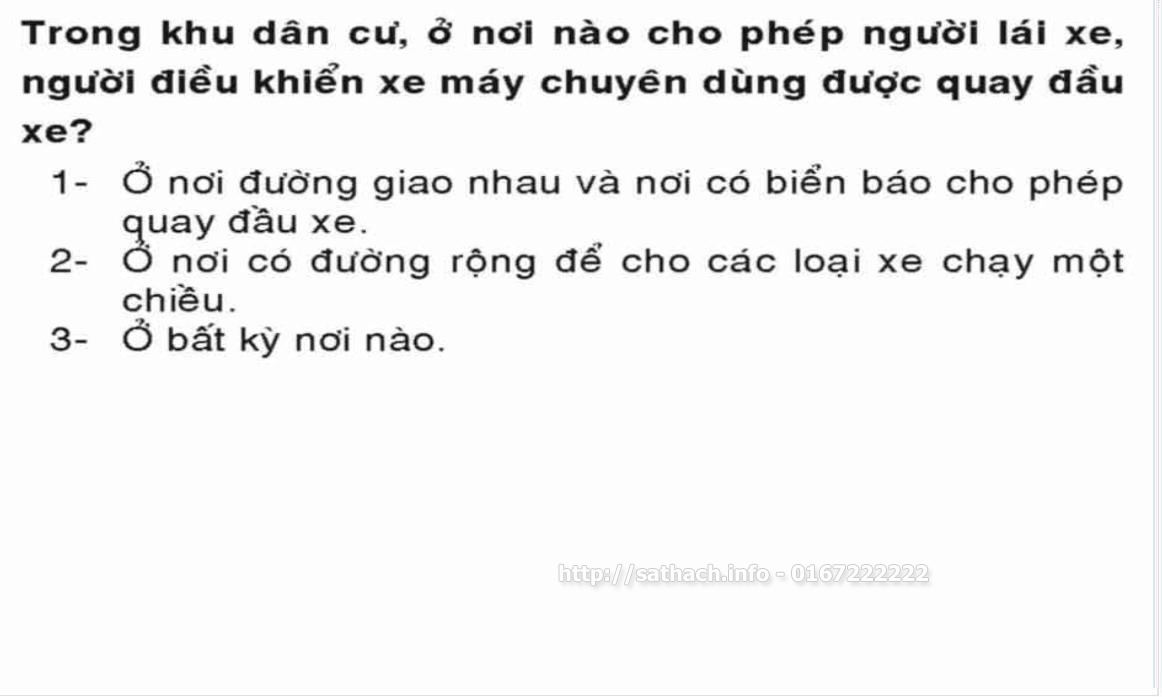 Trong khu dân cư, ở nơi nào cho phép người lái xe,
người điều khiển xe máy chuyên dùng được quay đầu
xe?
1- Ở nơi đường giao nhau và nơi có biển báo cho phép
quay đầu xe.
2- Ở nơi có đường rộng để cho các loại xe chạy một
chiều.
3- Ở bất kỳ nơi nào.
http://sathach.info - 0167222222